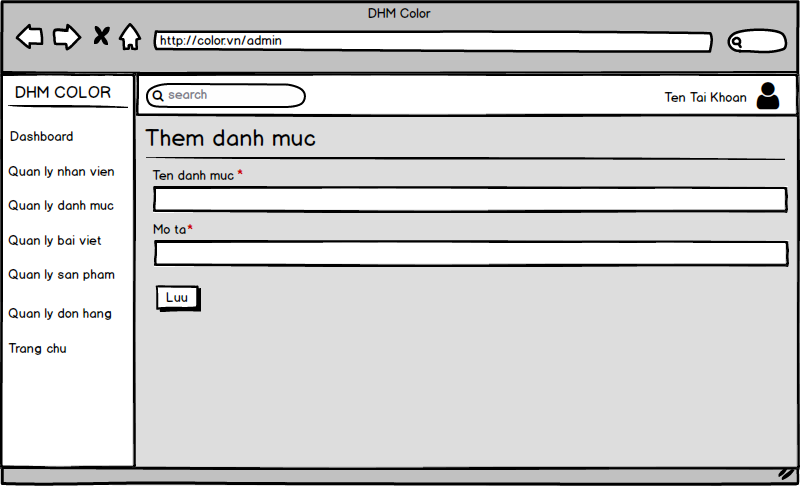 DHM Color
http://color.vn/admin
DHM COLOR
search
Ten Tai Khoan
Dashboard
Quan ly nhan vien
Quan ly danh muc
Quan ly bai viet
Quan ly san pham
Quan ly don hang
Trang chu
Them danh muc
Ten danh muc *
Mo ta*
Luu